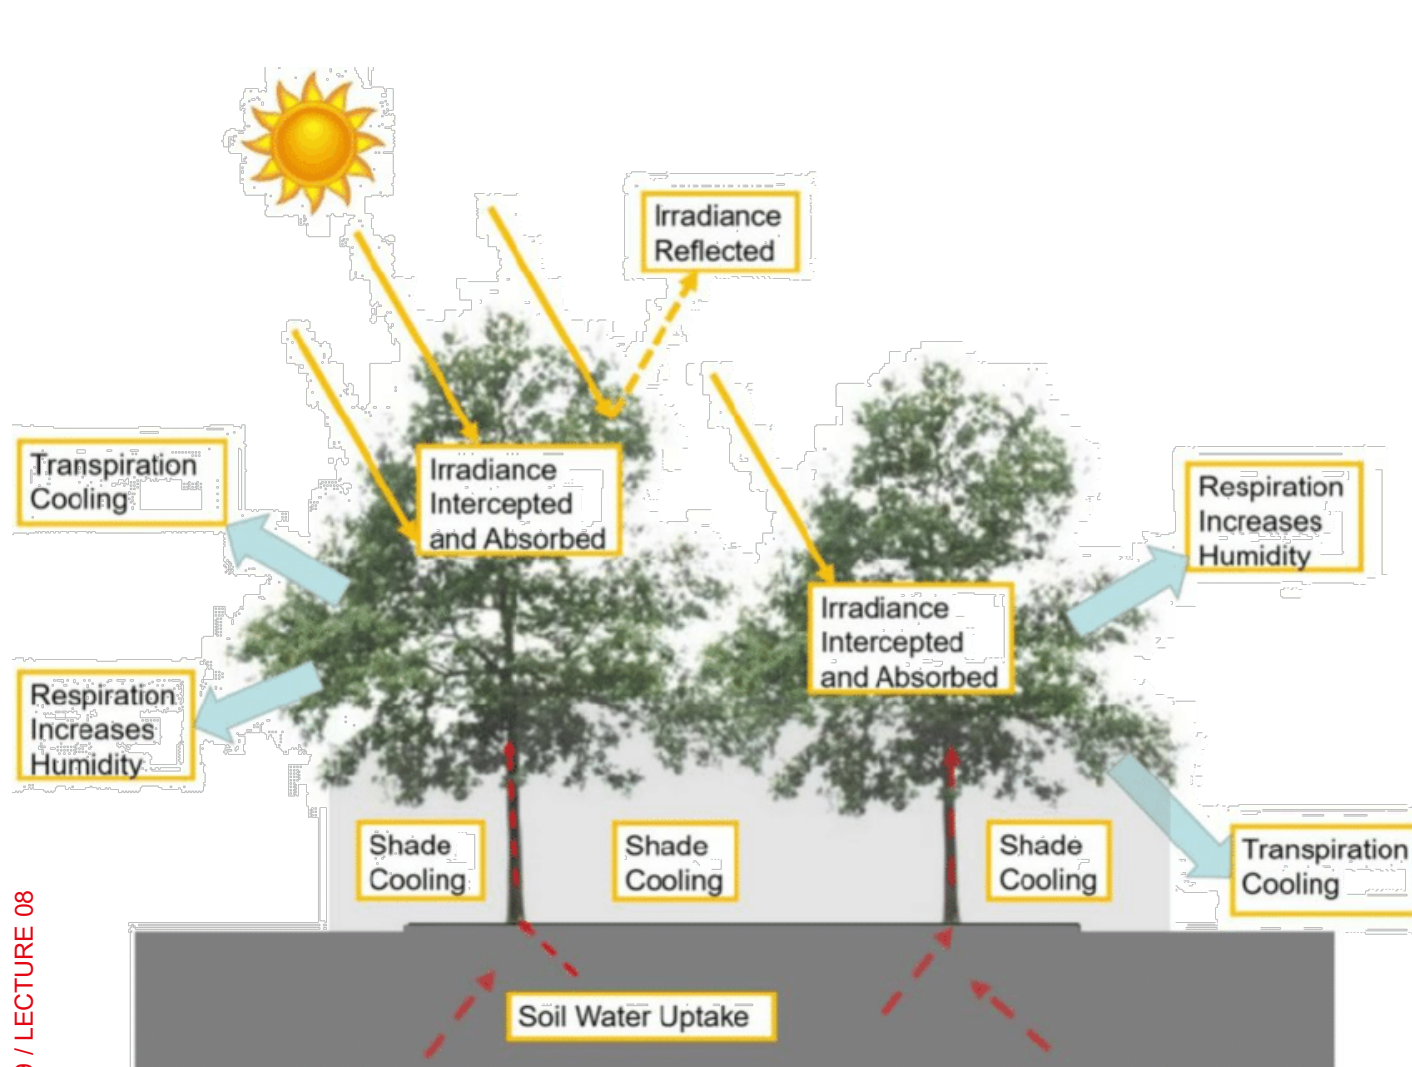 Irradiance
Reflected
Transpiration
Cooling
Irradiance
Intercepted
and Absorbed
Respiration
Increases
Humidity
Irradiance
Intercepted
and Absorbed
Respiration
Increases
Humidity
Shade
Cooling
Shade
Cooling
Shade
Cooling
Transpiration
Cooling
Soil Water Uptake
/ LECTURE 08